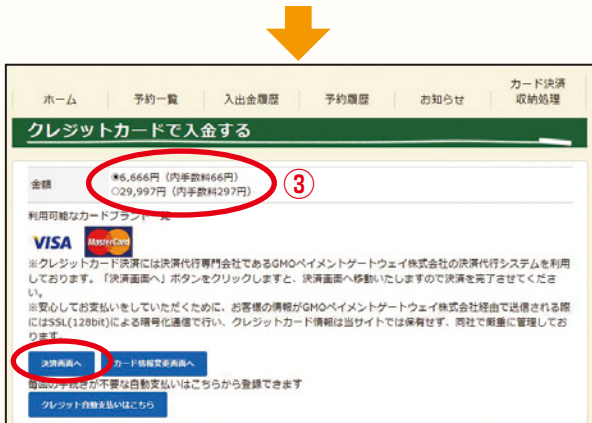 ホーム 予約一覧 入出金履歴 予約履歴 お知らせ カード決済
収納処理
クレジットカードで入金する
金額 ◉6,666円（内手数料66円） ③
○29,997円（内手数料297円）
利用可能なカードブランド一覧
VISA MasterCard
※クレジットカード決済には決済代行専門会社であるGMOペイメントゲートウェイ株式会社の決済代行システムを利用
しております。「決済画面へ」ボタンをクリックしますと、決済画面へ移動いたしますので決済を完了させてくださ
い。
※安心してお支払いをしていただくために、お客様の情報がGMOペイメントゲートウェイ株式会社経由で送信される際
にはSSL(128bit)による暗号化通信で行い、クレジットカード情報は当サイトでは保有せず、同社で厳重に管理してお
ります。
決済画面へ カード情報変更画面へ
毎回の手続きが不要な自動支払いはこちらから登録できます
クレジット自動支払いはこちら